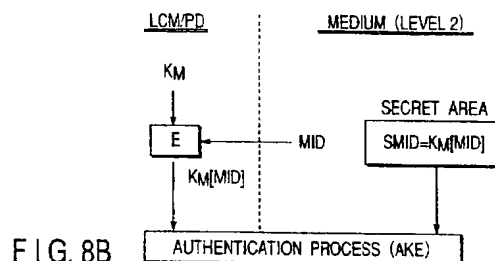 LCM/PD
MEDIUM (LEVEL 2)
KM
SECRET AREA
E
MID
SMID=KM[MID]
KM[MID]
AUTHENTICATION PROCESS (AKE)
FIG. 8B